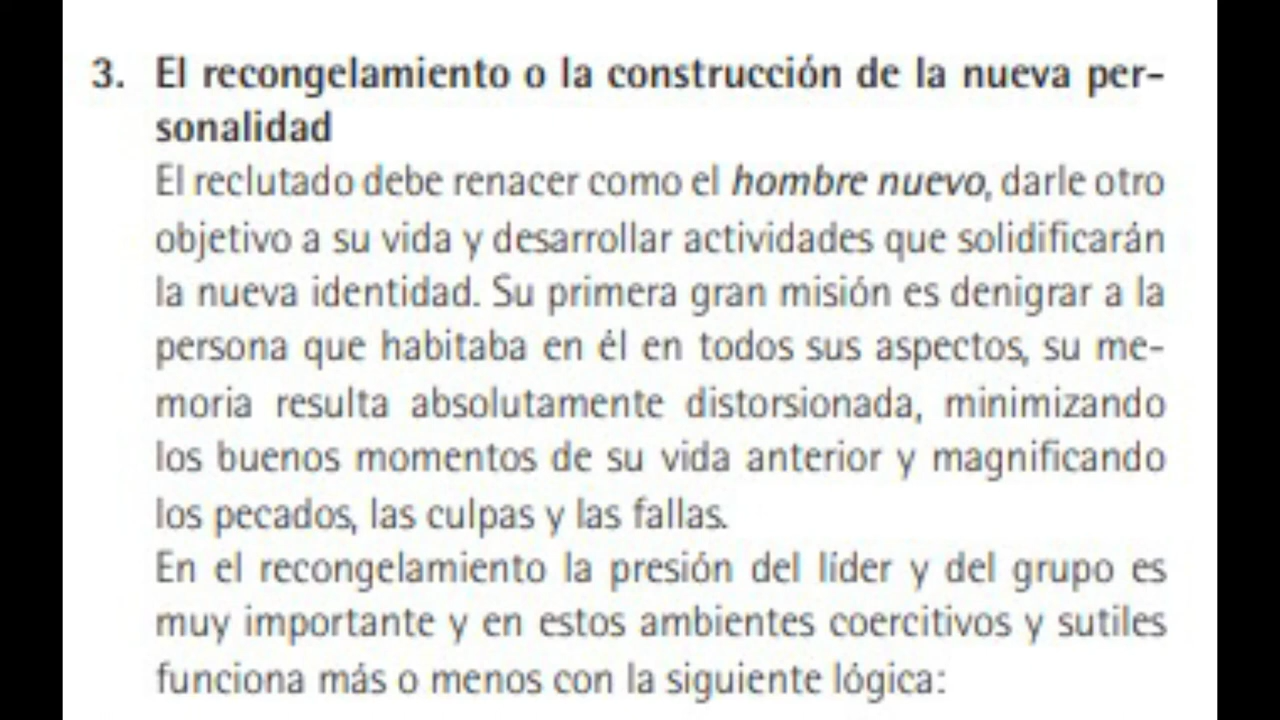 3. El recongelamiento o la construcción de la nueva per-
sonalidad
El reclutado debe renacer como el hombre nuevo, darle otro
objetivo a su vida y desarrollar actividades que solidificarán
la nueva identidad. Su primera gran misión es denigrar a la
persona que habitaba en él en todos sus aspectos, su me-
moria resulta absolutamente distorsionada, minimizando
los buenos momentos de su vida anterior y magnificando
los pecados, las culpas y las fallas.
En el recongelamiento la presión del líder y del grupo es
muy importante y en estos ambientes coercitivos y sutiles
funciona más o menos con la siguiente lógica: